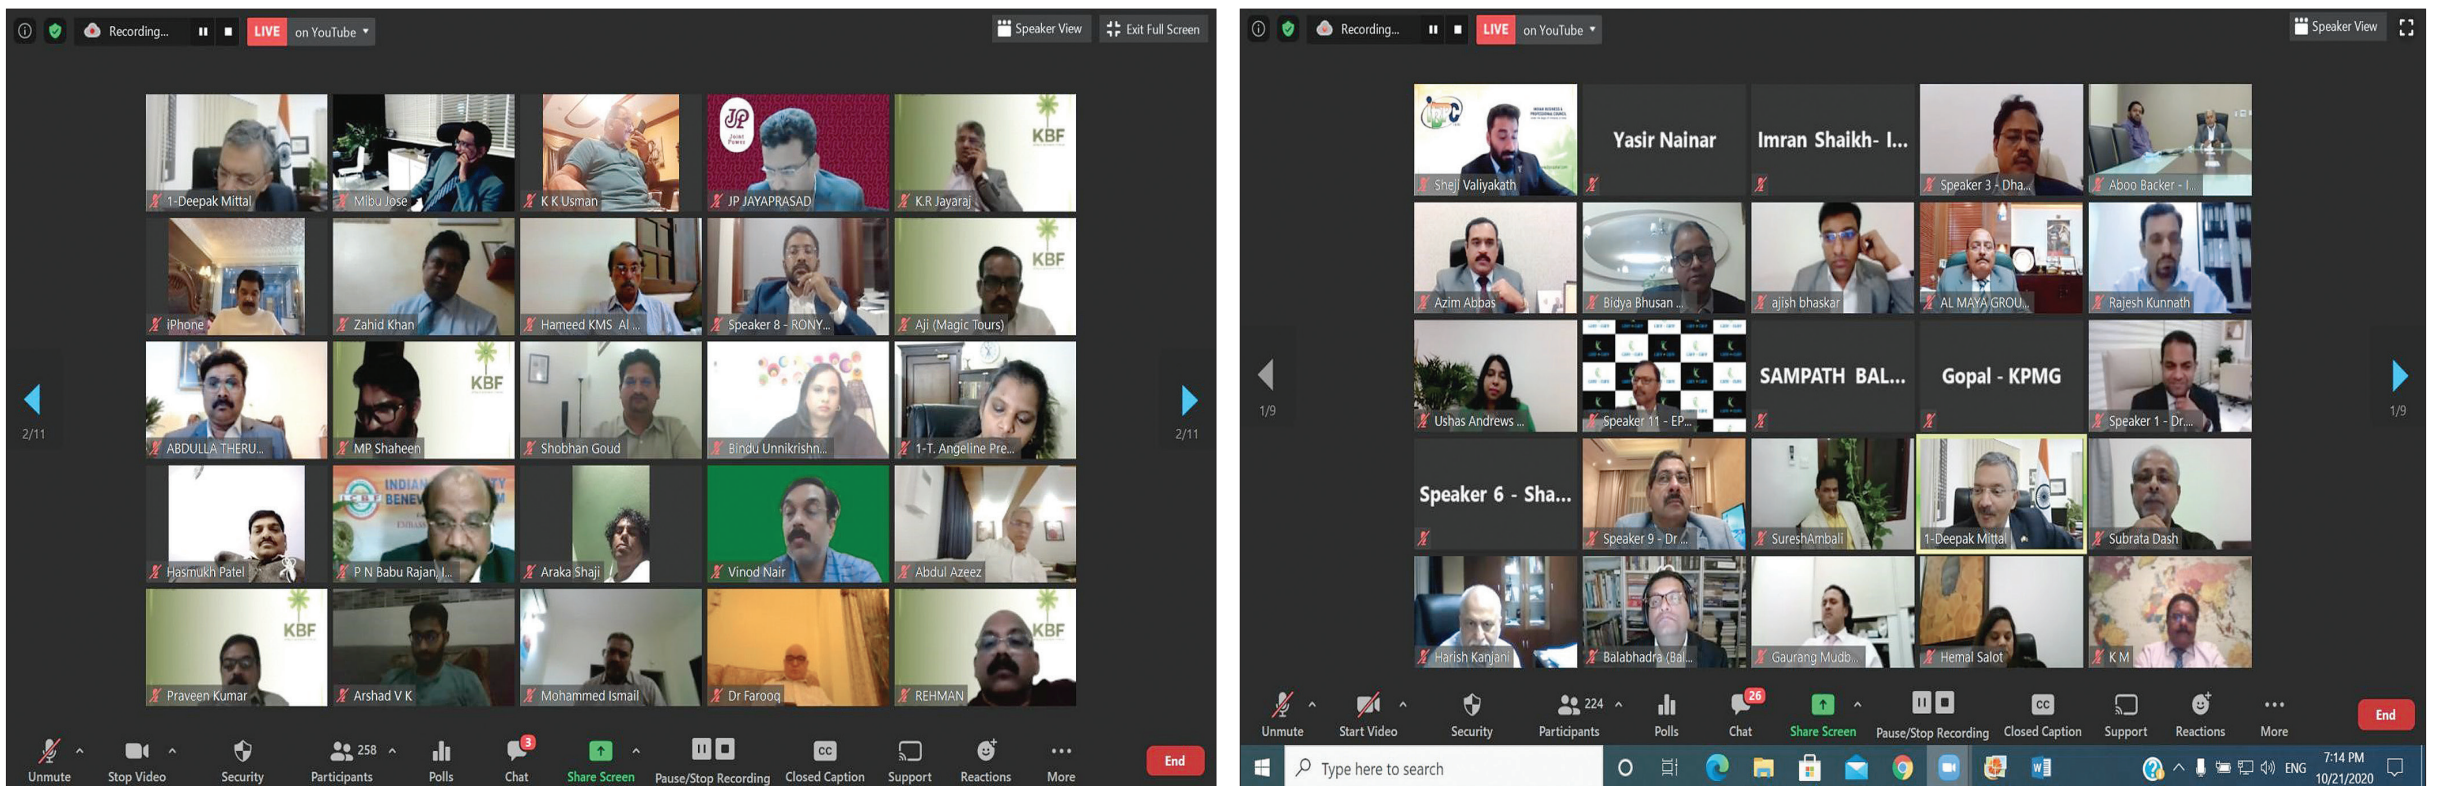 Recording...
LIVE on YouTube
Speaker View
Exit Full Screen
1-Deepak Mittal
Mibu Jose
K K Usman
JP
JP JAYAPRASAD
KBF
K.R Jayaraj
iPhone
Zahid Khan
Hameed KMS Al ...
Speaker 8 - RONY...
KBF
Aji (Magic Tours)
ABDULLA THERU...
KBF
MP Shaheen
Shobhan Goud
Bindu Unnikrishn...
1-T. Angeline Pre...
2/11
2/11
Hasmukh Patel
INDIAN
P N Babu Rajan, I...
Araka Shaji
Vinod Nair
Abdul Azeez
KBF
Praveen Kumar
Arshad V K
Mohammed Ismail
Dr Farooq
KBF
REHMAN
Unmute
Stop Video
Security
258
Participants
Polls
3
Chat
Share Screen
Pause/Stop Recording
CC
Closed Caption
Support
Reactions
More
End
Recording...
LIVE on YouTube
Speaker View
INDIAN BUSINESS &
PROFESSIONAL COUNCIL
Sheji Valiyakath
Yasir Nainar
Imran Shaikh- I...
Speaker 3 - Dha...
Aboo Backer - I...
Azim Abbas
Bidya Bhusan ...
ajish bhaskar
AL MAYA GROU...
Rajesh Kunnath
Ushas Andrews ...
Speaker 11 - EP...
SAMPATH BAL...
Gopal - KPMG
Speaker 1 - Dr....
1/9
1/9
Speaker 6 - Sha...
Speaker 9 - Dr ...
SureshAmbali
1-Deepak Mittal
Subrata Dash
Harish Kanjani
Balabhadra (Bal...
Gaurang Mudb...
Hemal Salot
K M
Unmute
Start Video
Security
224
Participants
Polls
26
Chat
Share Screen
Pause/Stop Recording
CC
Closed Caption
Support
Reactions
More
End
Type here to search
ENG
7:14 PM
10/21/2020